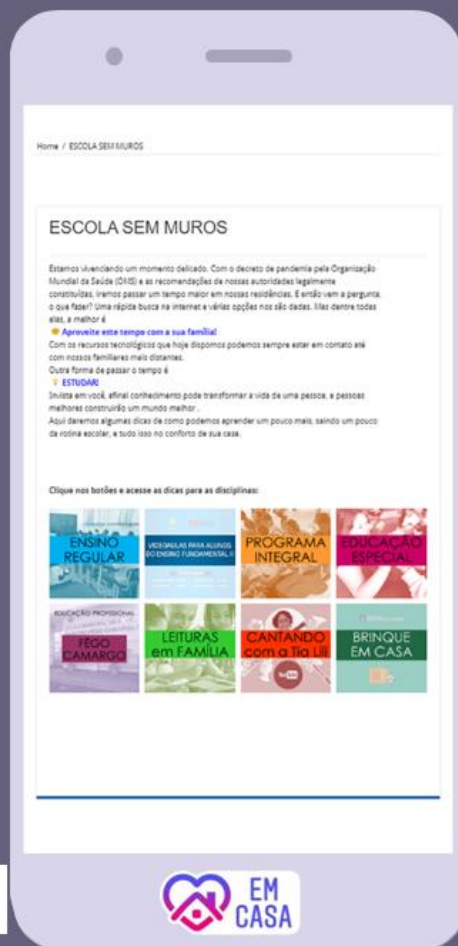 Home / ESCOLA SEM MUROS
ESCOLA SEM MUROS
Estamos vivenciando um momento delicado. Com o decreto de pandemia pela Organização
Mundial da Saúde (OMS) e as recomendações de nossas autoridades legalmente
constituídas, iremos passar um tempo maior em nossas residências. E então vem a pergunta,
o que fazer? Uma rápida busca na internet e várias opções nos são dadas. Mas dentre todas
elas, a melhor é
Aproveite este tempo com a sua família!
Com os recursos tecnológicos que hoje dispomos podemos sempre estar em contato até
com nossos familiares mais distantes.
Outra forma de passar o tempo é
ESTUDAR!
Invista em você, afinal conhecimento pode transformar a vida de uma pessoa, e pessoas
melhores construirão um mundo melhor .
Aqui daremos algumas dicas de como podemos aprender um pouco mais, saindo um pouco
da rotina escolar, e tudo isso no conforto de sua casa.
Clique nos botões e acesse as dicas para as disciplinas:
ENSINO REGULAR
VIDEOAULAS PARA ALUNOS DO ENSINO FUNDAMENTAL II
PROGRAMA INTEGRAL
EDUCAÇÃO ESPECIAL
EDUCAÇÃO PROFISSIONAL
FÊGO CAMARGO
LEITURAS em FAMÍLIA
CANTANDO com a Tia Lili
BRINQUE EM CASA
EM
CASA